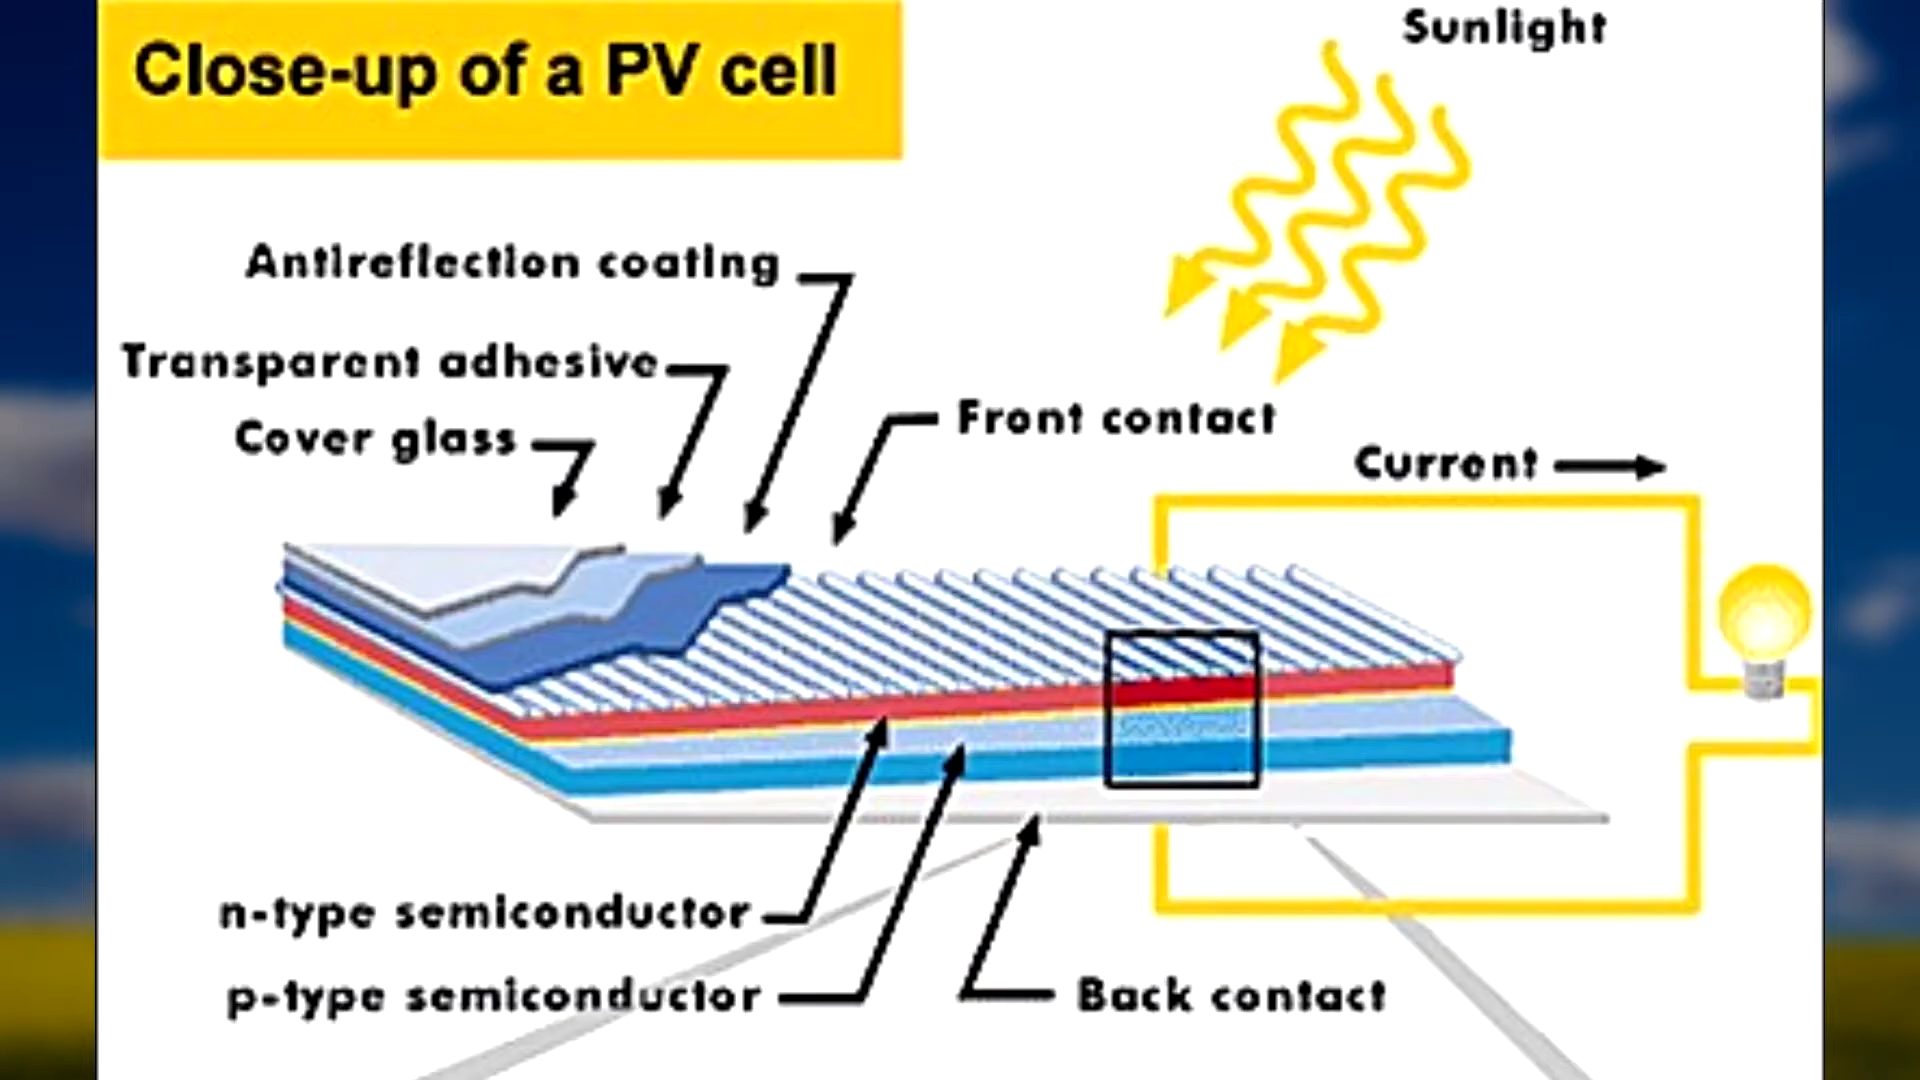 Close-up of a PV cell
Sunlight
Antireflection coating
Transparent adhesive
Cover glass
Front contact
Current
n-type semiconductor
p-type semiconductor
Back contact